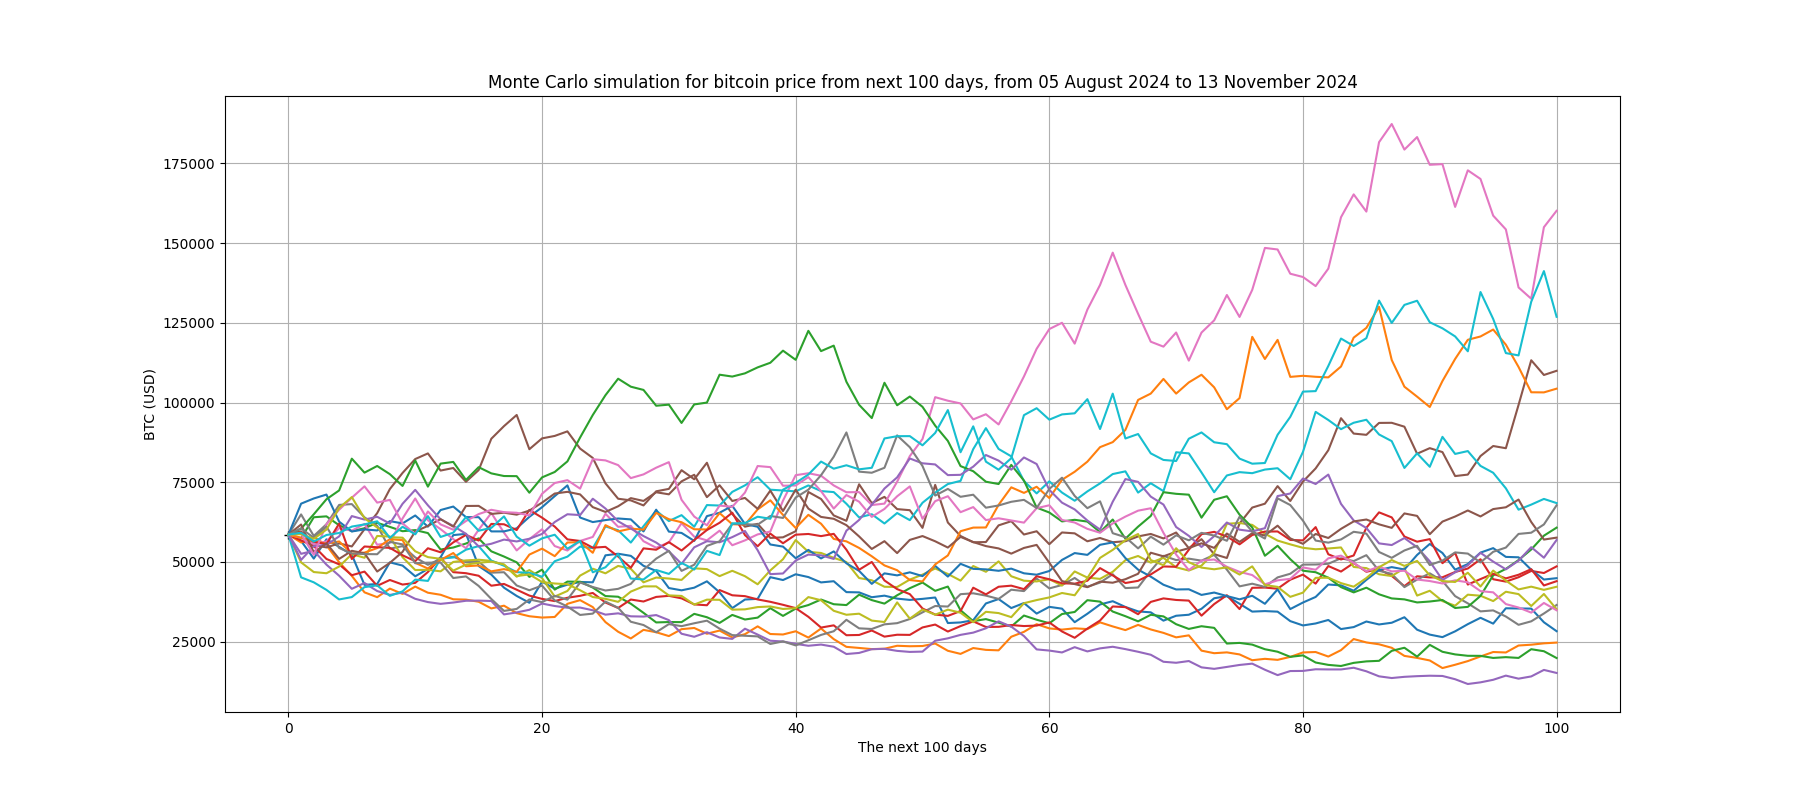 Monte Carlo simulation for bitcoin price from next 100 days, from 05 August 2024 to 13 November 2024
175000
150000
125000
100000
75000
50000
25000
BTC (USD)
0 20 40 60 80 100
The next 100 days